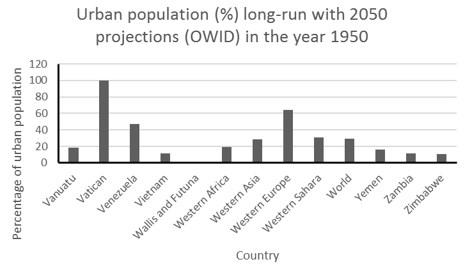 Urban population (%) long-run with 2050
projections (OWID) in the year 1950
Percentage of urban population
120
100
80
60
40
20
0
Vanuatu
Vatican
Venezuela
Vietnam
Wallis and Futuna
Western Africa
Western Asia
Western Europe
Western Sahara
World
Yemen
Zambia
Zimbabwe
Country